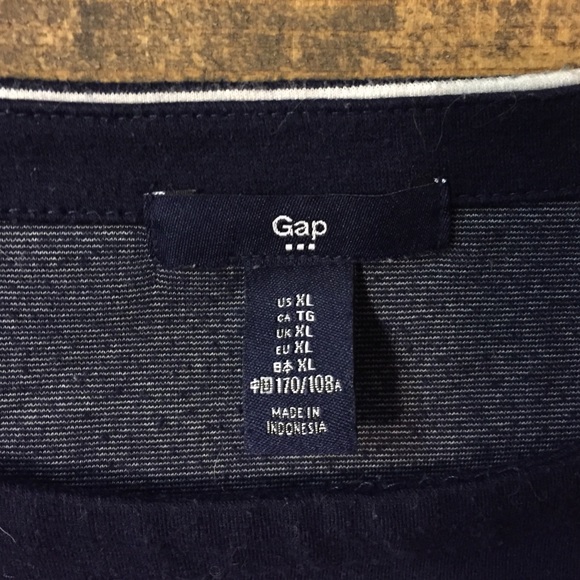 Gap
US XL
CA TG
UK XL
EU XL
日本 XL
中国 170/108A
MADE IN
INDONESIA